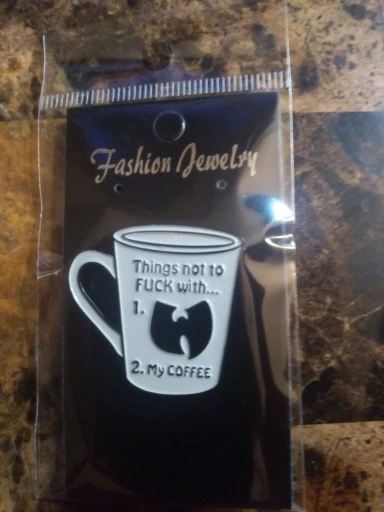 Fashion Jewelry
Things not to
FUCK with...
1.
2. My COFFEE